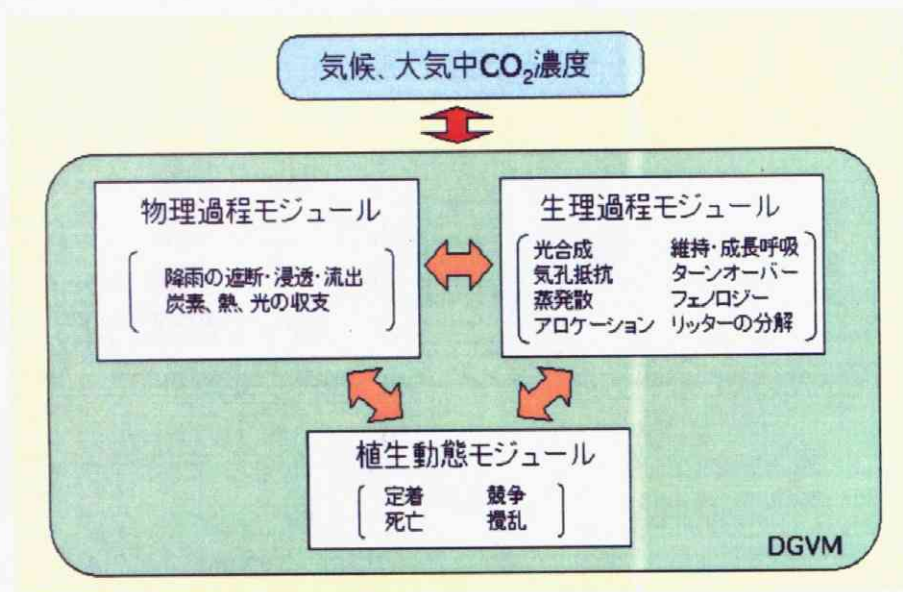 気候、大気中CO₂濃度
物理過程モジュール
降雨の遮断・浸透・流出
炭素、熱、光の収支
生理過程モジュール
光合成 維持・成長呼吸
気孔抵抗 ターンオーバー
蒸発散 フェノロジー
アロケーション リッターの分解
植生動態モジュール
定着 競争
死亡 攪乱
DGVM